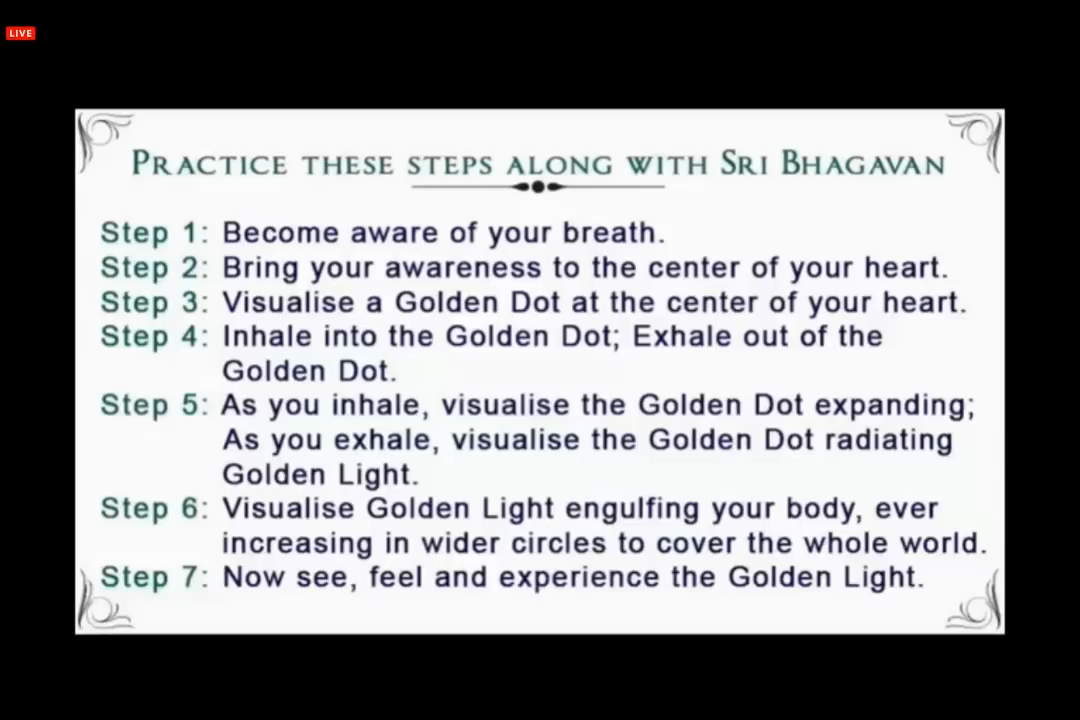 LIVE
PRACTICE THESE STEPS ALONG WITH SRI BHAGAVAN
Step 1: Become aware of your breath.
Step 2: Bring your awareness to the center of your heart.
Step 3: Visualise a Golden Dot at the center of your heart.
Step 4: Inhale into the Golden Dot; Exhale out of the
Golden Dot.
Step 5: As you inhale, visualise the Golden Dot expanding;
As you exhale, visualise the Golden Dot radiating
Golden Light.
Step 6: Visualise Golden Light engulfing your body, ever
increasing in wider circles to cover the whole world.
Step 7: Now see, feel and experience the Golden Light.